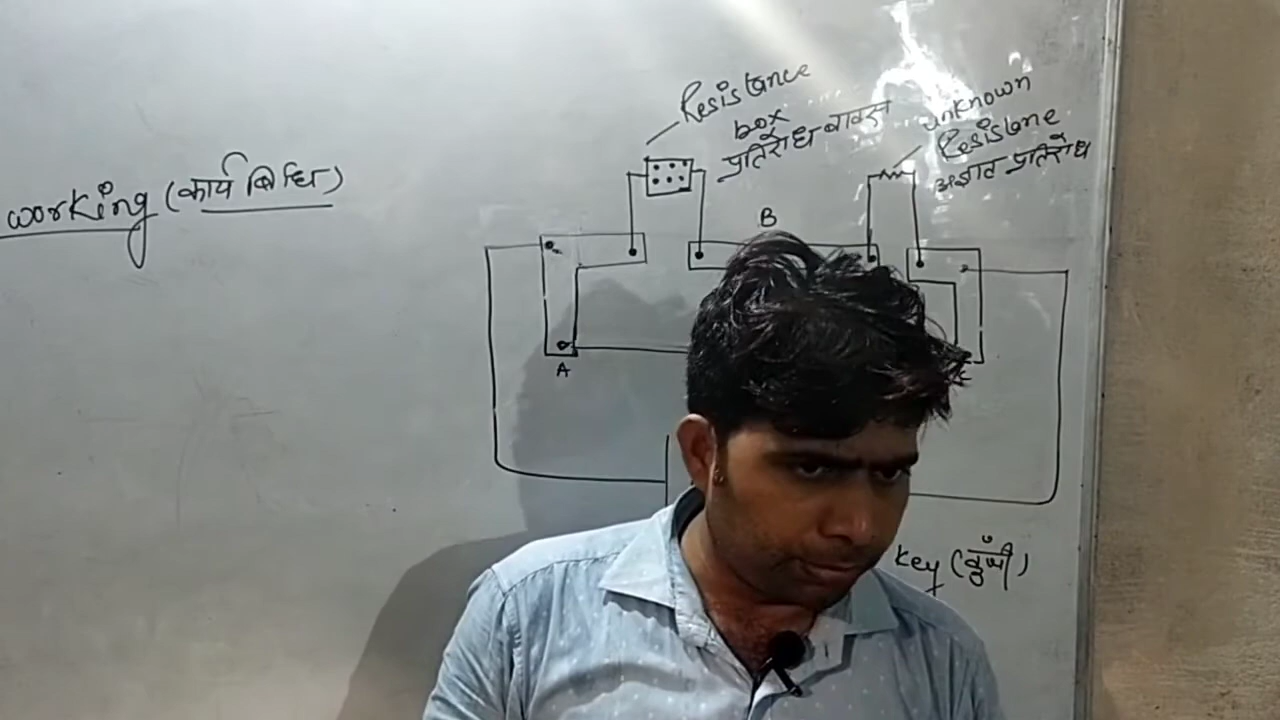 working (कार्य बिधि)
Resistance
box
प्रतिरोध बाक्स
unknown
Resistane
अज्ञात प्रतिरोध
B
A
C
Key (कुंजी)